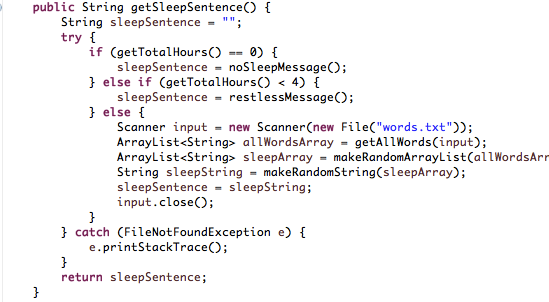 public String getSleepSentence() {
    String sleepSentence = "";
    try {
        if (getTotalHours() == 0) {
            sleepSentence = noSleepMessage();
        } else if (getTotalHours() < 4) {
            sleepSentence = restlessMessage();
        } else {
            Scanner input = new Scanner(new File("words.txt"));
            ArrayList<String> allWordsArray = getAllWords(input);
            ArrayList<String> sleepArray = makeRandomArrayList(allWordsArr
            String sleepString = makeRandomString(sleepArray);
            sleepSentence = sleepString;
            input.close();
        }
    } catch (FileNotFoundException e) {
        e.printStackTrace();
    }
    return sleepSentence;
}